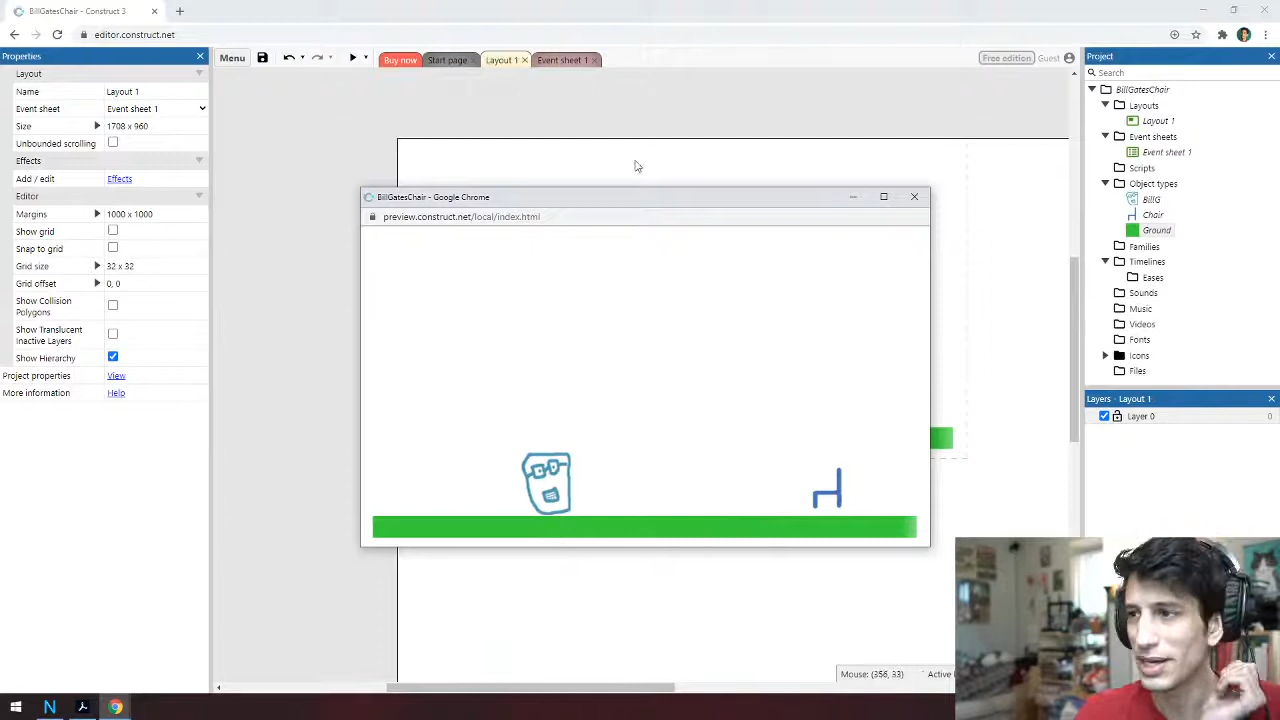 BillGatesChair - Construct 3
editor.construct.net
Properties
Layout
Name Layout 1
Event sheet Event sheet 1
Size 1708 x 960
Unbounded scrolling
Effects
Add / edit Effects
Editor
Margins 1000 x 1000
Show grid
Snap to grid
Grid size 32 x 32
Grid offset 0, 0
Show Collision
Polygons
Show Translucent
Inactive Layers
Show Hierarchy
Project properties View
More information Help
Menu
Buy now
Start page
Layout 1
Event sheet 1
Free edition
Guest
BillGatesChair - Google Chrome
preview.construct.net/local/index.html
Mouse: (356, 33)
Project
Search
BillGatesChair
Layouts
Layout 1
Event sheets
Event sheet 1
Scripts
Object types
BillG
Chair
Ground
Families
Timelines
Eases
Sounds
Music
Videos
Fonts
Icons
Files
Layers - Layout 1
Layer 0
0